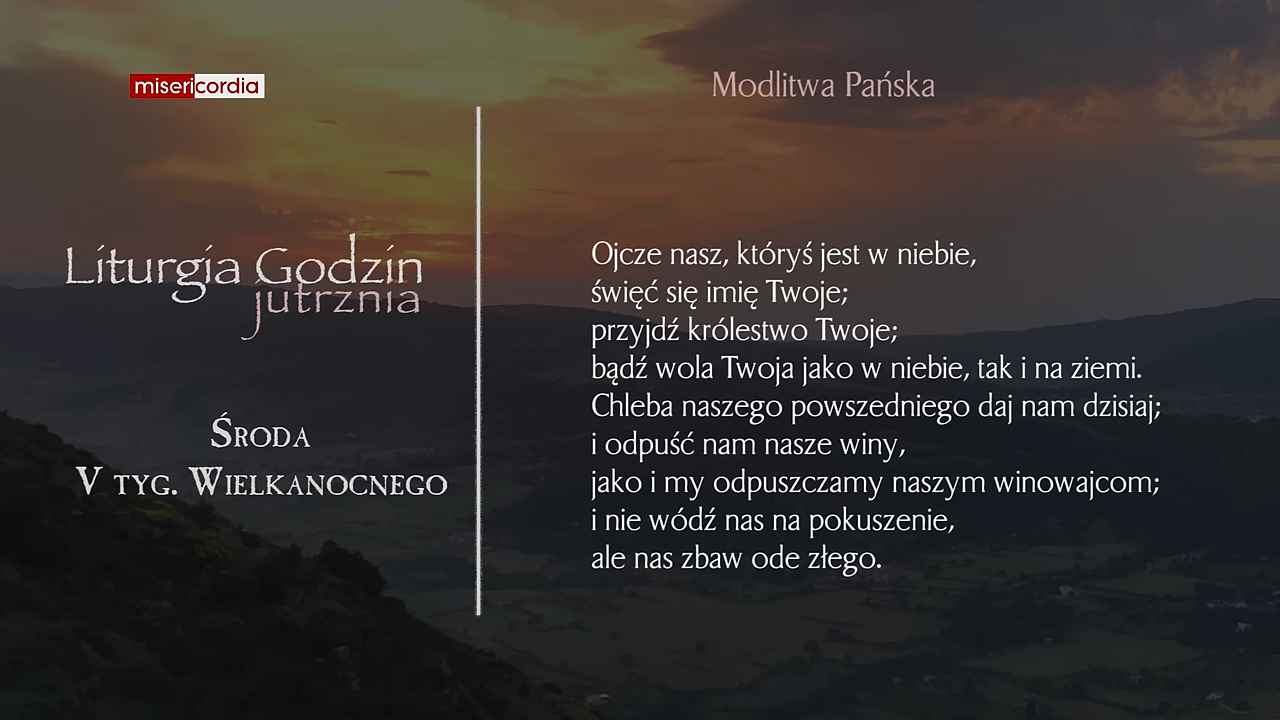 misericordia
Liturgia Godzin
jutrznia
Środa
V tyg. Wielkanocnego
Modlitwa Pańska
Ojcze nasz, któryś jest w niebie,
święć się imię Twoje;
przyjdź królestwo Twoje;
bądź wola Twoja jako w niebie, tak i na ziemi.
Chleba naszego powszedniego daj nam dzisiaj;
i odpuść nam nasze winy,
jako i my odpuszczamy naszym winowajcom;
i nie wódź nas na pokuszenie,
ale nas zbaw ode złego.